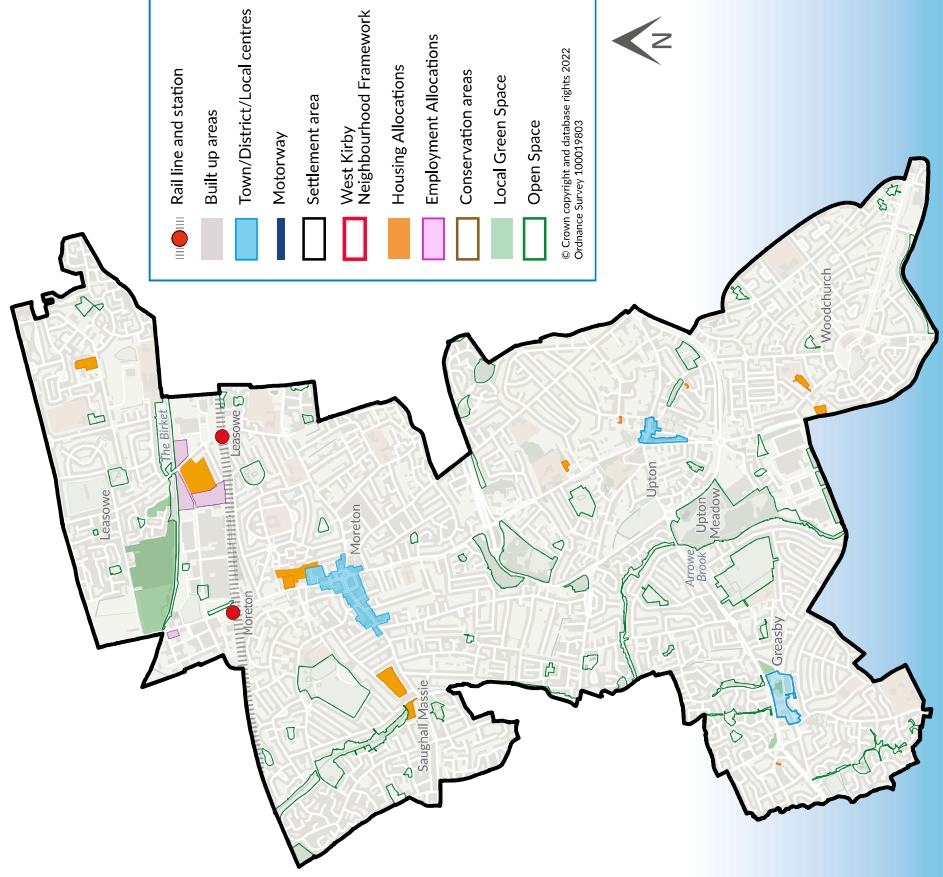 Rail line and station
Built up areas
Town/District/Local centres
Motorway
Settlement area
West Kirby
Neighbourhood Framework
Housing Allocations
Employment Allocations
Conservation areas
Local Green Space
Open Space
© Crown copyright and database rights 2022
Ordnance Survey 100019803
N
Leasowe
The Birket
Leasowe
Moreton
Moreton
Saughall Massie
Upton
Upton
Meadow
Arrowe
Brook
Greasby
Woodchurch